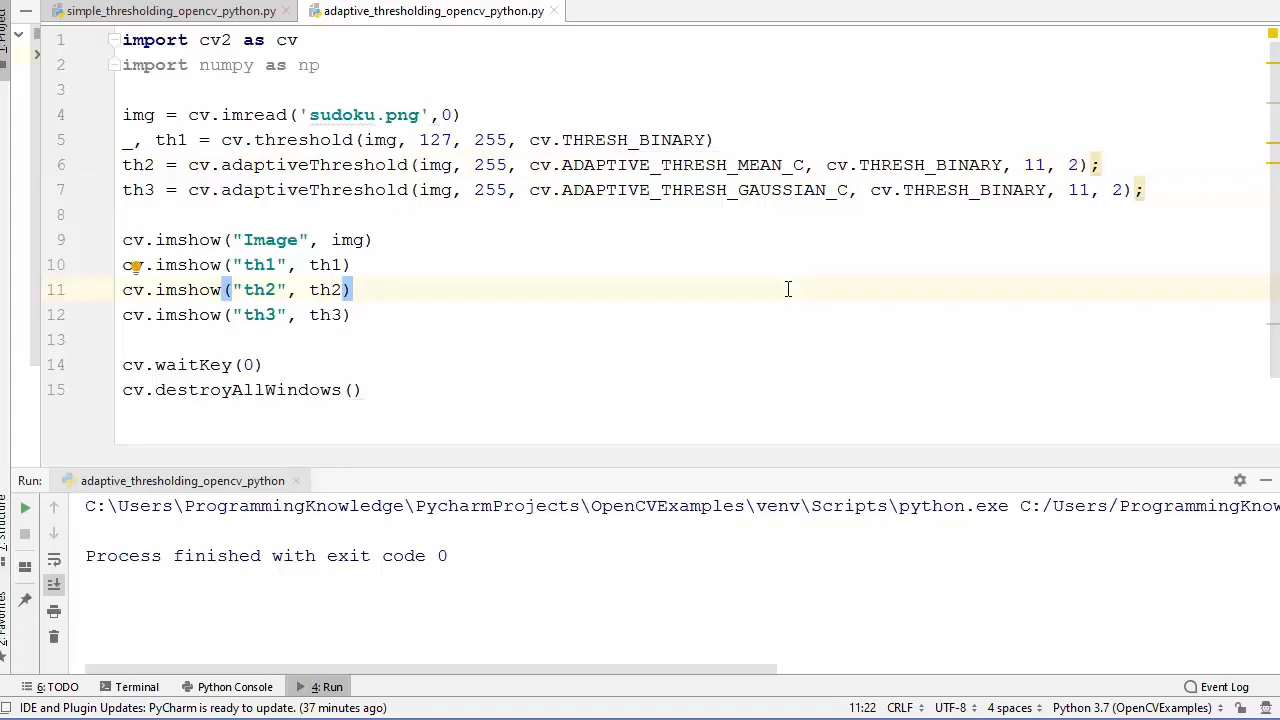 simple_thresholding_opencv_python.py
adaptive_thresholding_opencv_python.py
1: Project
1 import cv2 as cv
2 import numpy as np
3
4 img = cv.imread('sudoku.png',0)
5 _, th1 = cv.threshold(img, 127, 255, cv.THRESH_BINARY)
6 th2 = cv.adaptiveThreshold(img, 255, cv.ADAPTIVE_THRESH_MEAN_C, cv.THRESH_BINARY, 11, 2);
7 th3 = cv.adaptiveThreshold(img, 255, cv.ADAPTIVE_THRESH_GAUSSIAN_C, cv.THRESH_BINARY, 11, 2);
8
9 cv.imshow("Image", img)
10 cv.imshow("th1", th1)
11 cv.imshow("th2", th2)
12 cv.imshow("th3", th3)
13
14 cv.waitKey(0)
15 cv.destroyAllWindows()
Run: adaptive_thresholding_opencv_python
C:\Users\ProgrammingKnowledge\PycharmProjects\OpenCVExamples\venv\Scripts\python.exe C:/Users/ProgrammingKnow
Process finished with exit code 0
Structure
2: Favorites
6: TODO Terminal Python Console 4: Run Event Log
IDE and Plugin Updates: PyCharm is ready to update. (37 minutes ago) 11:22 CRLF UTF-8 4 spaces Python 3.7 (OpenCVExamples)